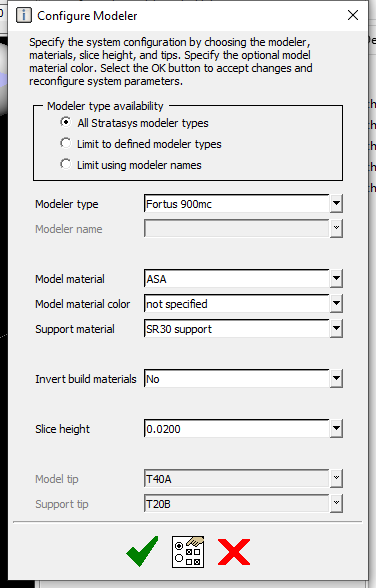 Configure Modeler
Specify the system configuration by choosing the modeler,
materials, slice height, and tips. Specify the optional model
material color. Select the OK button to accept changes and
reconfigure system parameters.
Modeler type availability
All Stratasys modeler types
Limit to defined modeler types
Limit using modeler names
Modeler type Fortus 900mc
Modeler name
Model material ASA
Model material color not specified
Support material SR30 support
Invert build materials No
Slice height 0.0200
Model tip T40A
Support tip T20B